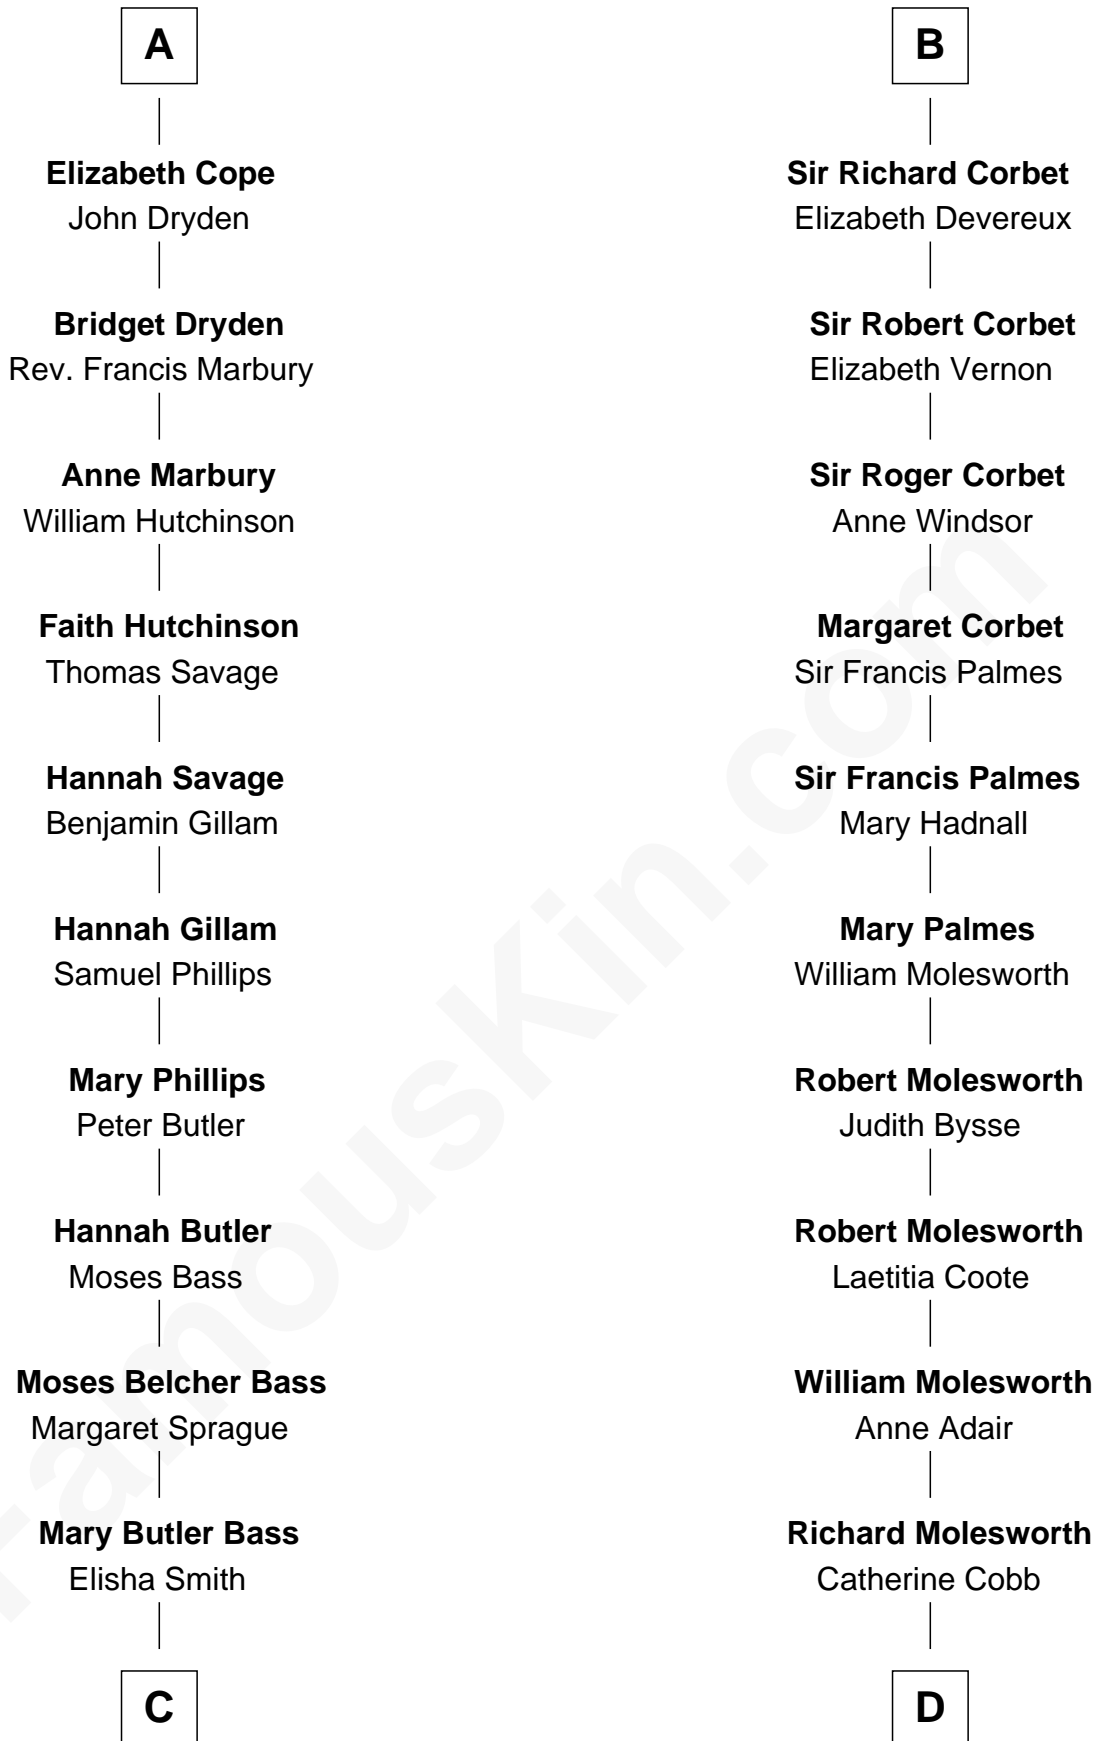 A
Elizabeth Cope
John Dryden
Bridget Dryden
Rev. Francis Marbury
Anne Marbury
William Hutchinson
Faith Hutchinson
Thomas Savage
Hannah Savage
Benjamin Gillam
Hannah Gillam
Samuel Phillips
Mary Phillips
Peter Butler
Hannah Butler
Moses Bass
Moses Belcher Bass
Margaret Sprague
Mary Butler Bass
Elisha Smith
C
B
Sir Richard Corbet
Elizabeth Devereux
Sir Robert Corbet
Elizabeth Vernon
Sir Roger Corbet
Anne Windsor
Margaret Corbet
Sir Francis Palmes
Sir Francis Palmes
Mary Hadnall
Mary Palmes
William Molesworth
Robert Molesworth
Judith Bysse
Robert Molesworth
Laetitia Coote
William Molesworth
Anne Adair
Richard Molesworth
Catherine Cobb
D
FamousKin.com